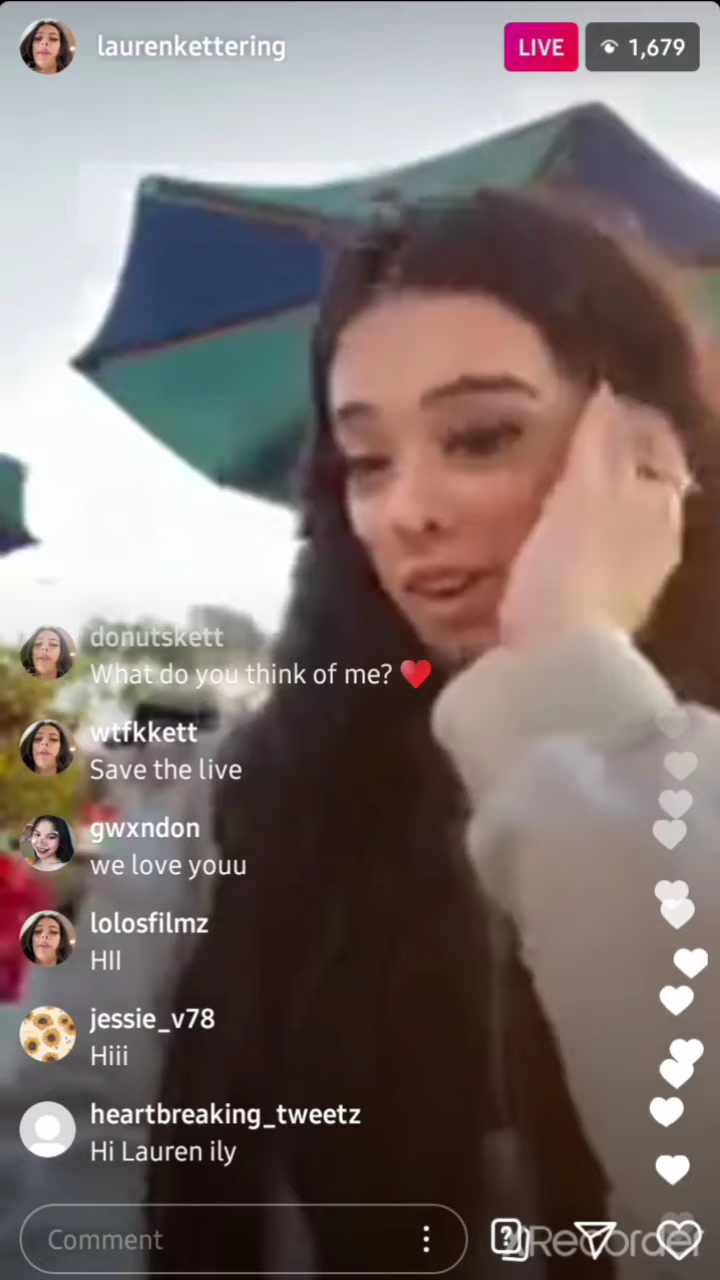 laurenkettering
LIVE
1,679
donutskett
What do you think of me? ❤️
wtfkkett
Save the live
gwxndon
we love youu
lolosfilmz
HII
jessie_v78
Hiii
heartbreaking_tweetz
Hi Lauren ily
Comment
?
Recorder